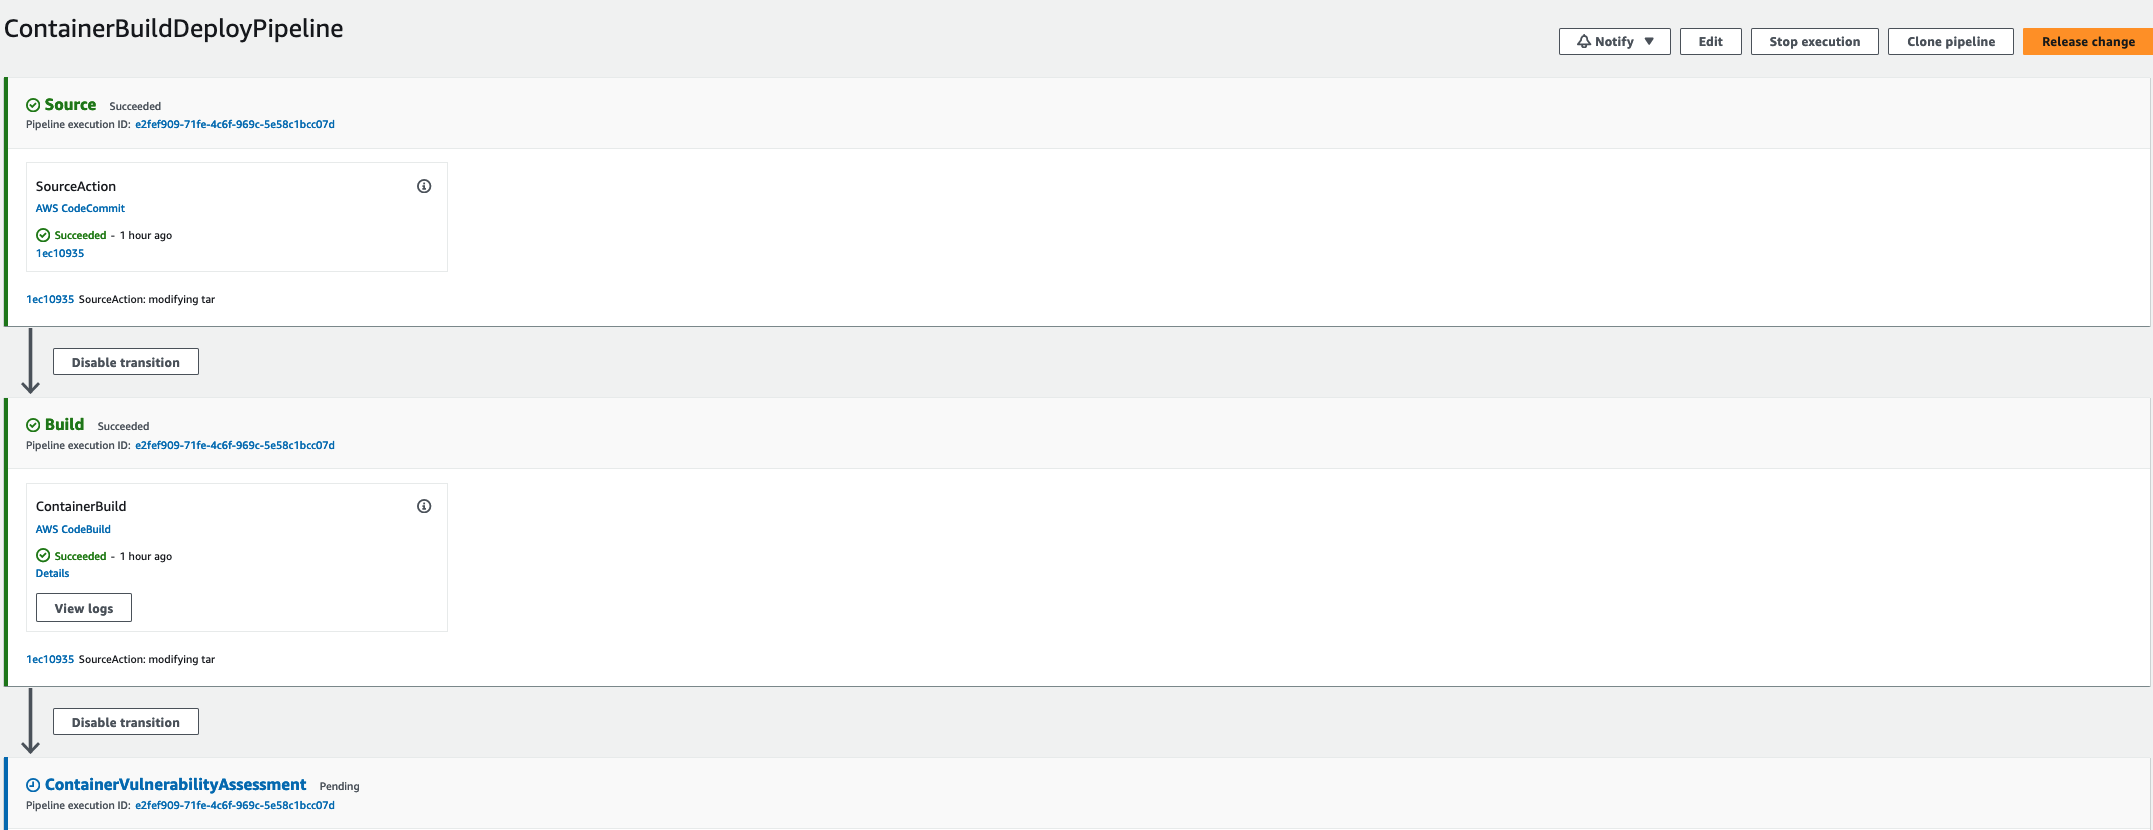 ContainerBuildDeployPipeline
Notify Edit Stop execution Clone pipeline Release change
Source Succeeded
Pipeline execution ID: e2fef909-71fe-4c6f-969c-5e58c1bcc07d
SourceAction
AWS CodeCommit
Succeeded - 1 hour ago
1ec10935
1ec10935 SourceAction: modifying tar
Disable transition
Build Succeeded
Pipeline execution ID: e2fef909-71fe-4c6f-969c-5e58c1bcc07d
ContainerBuild
AWS CodeBuild
Succeeded - 1 hour ago
Details
View logs
1ec10935 SourceAction: modifying tar
Disable transition
ContainerVulnerabilityAssessment Pending
Pipeline execution ID: e2fef909-71fe-4c6f-969c-5e58c1bcc07d